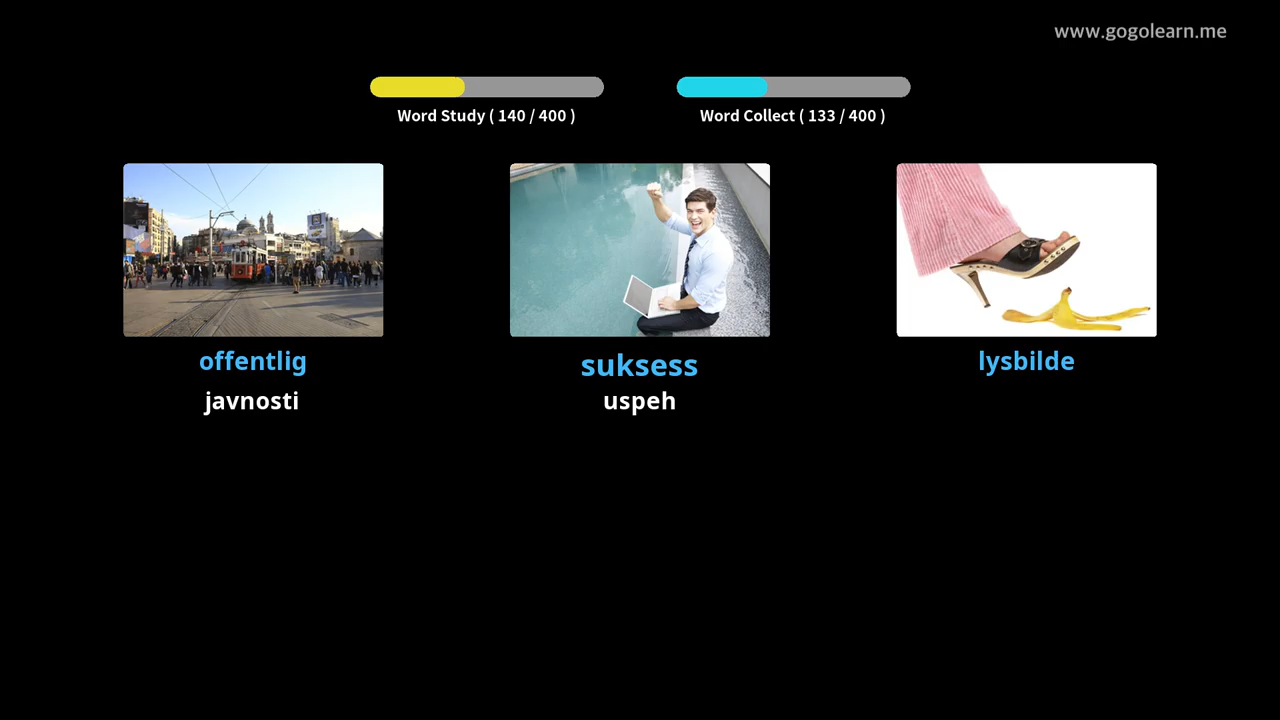 www.gogolearn.me
Word Study ( 140 / 400 )
Word Collect ( 133 / 400 )
offentlig
suksess
lysbilde
javnosti
uspeh